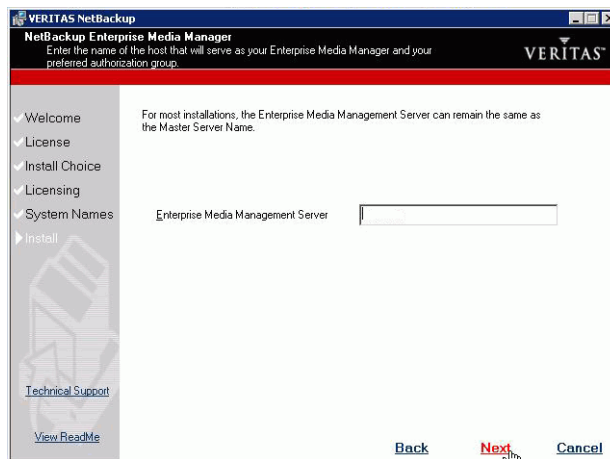 VERITAS NetBackup
NetBackup Enterprise Media Manager
Enter the name of the host that will serve as your Enterprise Media Manager and your
preferred authorization group.
VERITAS™
Welcome
License
Install Choice
Licensing
System Names
Install
For most installations, the Enterprise Media Management Server can remain the same as
the Master Server Name.
Enterprise Media Management Server
Technical Support
View ReadMe
Back Next Cancel